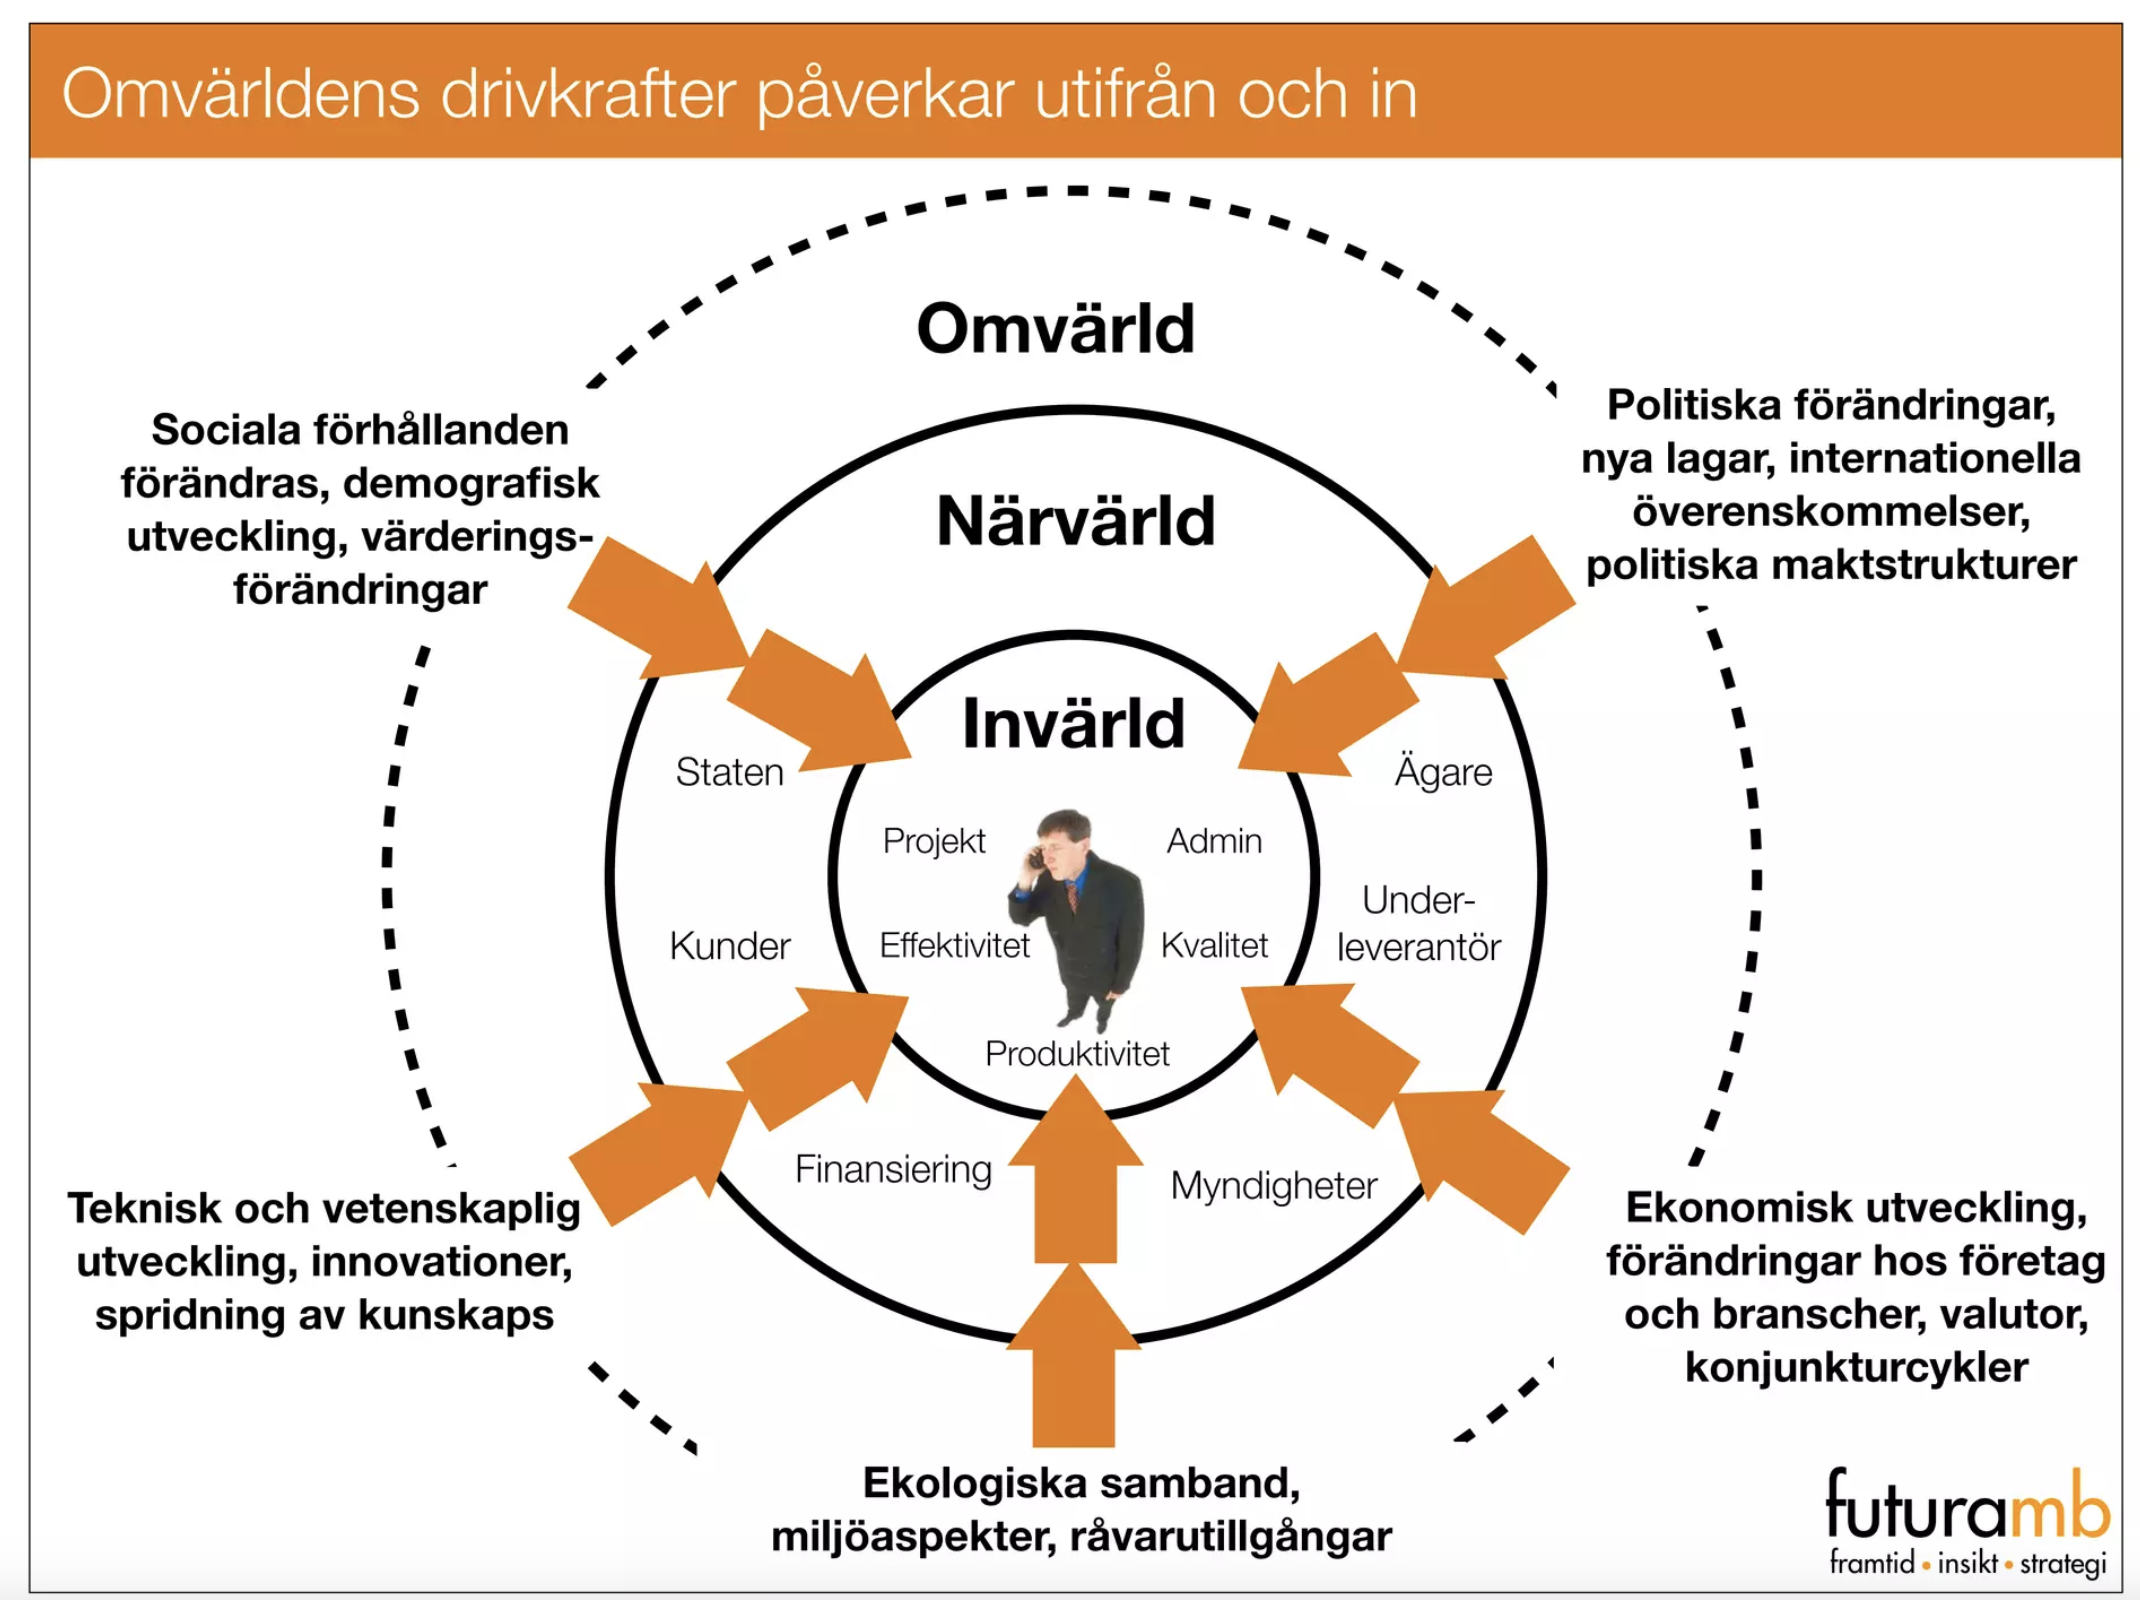 Omvärldens drivkrafter påverkar utifrån och in
Omvärld
Sociala förhållanden
förändras, demografisk
utveckling, värderings-
förändringar
Politiska förändringar,
nya lagar, internationella
överenskommelser,
politiska maktstrukturer
Närvärld
Invärld
Staten
Ägare
Projekt
Admin
Kunder
Effektivitet
Kvalitet
Under-
leverantör
Produktivitet
Finansiering
Myndigheter
Teknisk och vetenskaplig
utveckling, innovationer,
spridning av kunskaps
Ekonomisk utveckling,
förändringar hos företag
och branscher, valutor,
konjunkturcykler
Ekologiska samband,
miljöaspekter, råvarutillgångar
futuramb
framtid • insikt • strategi